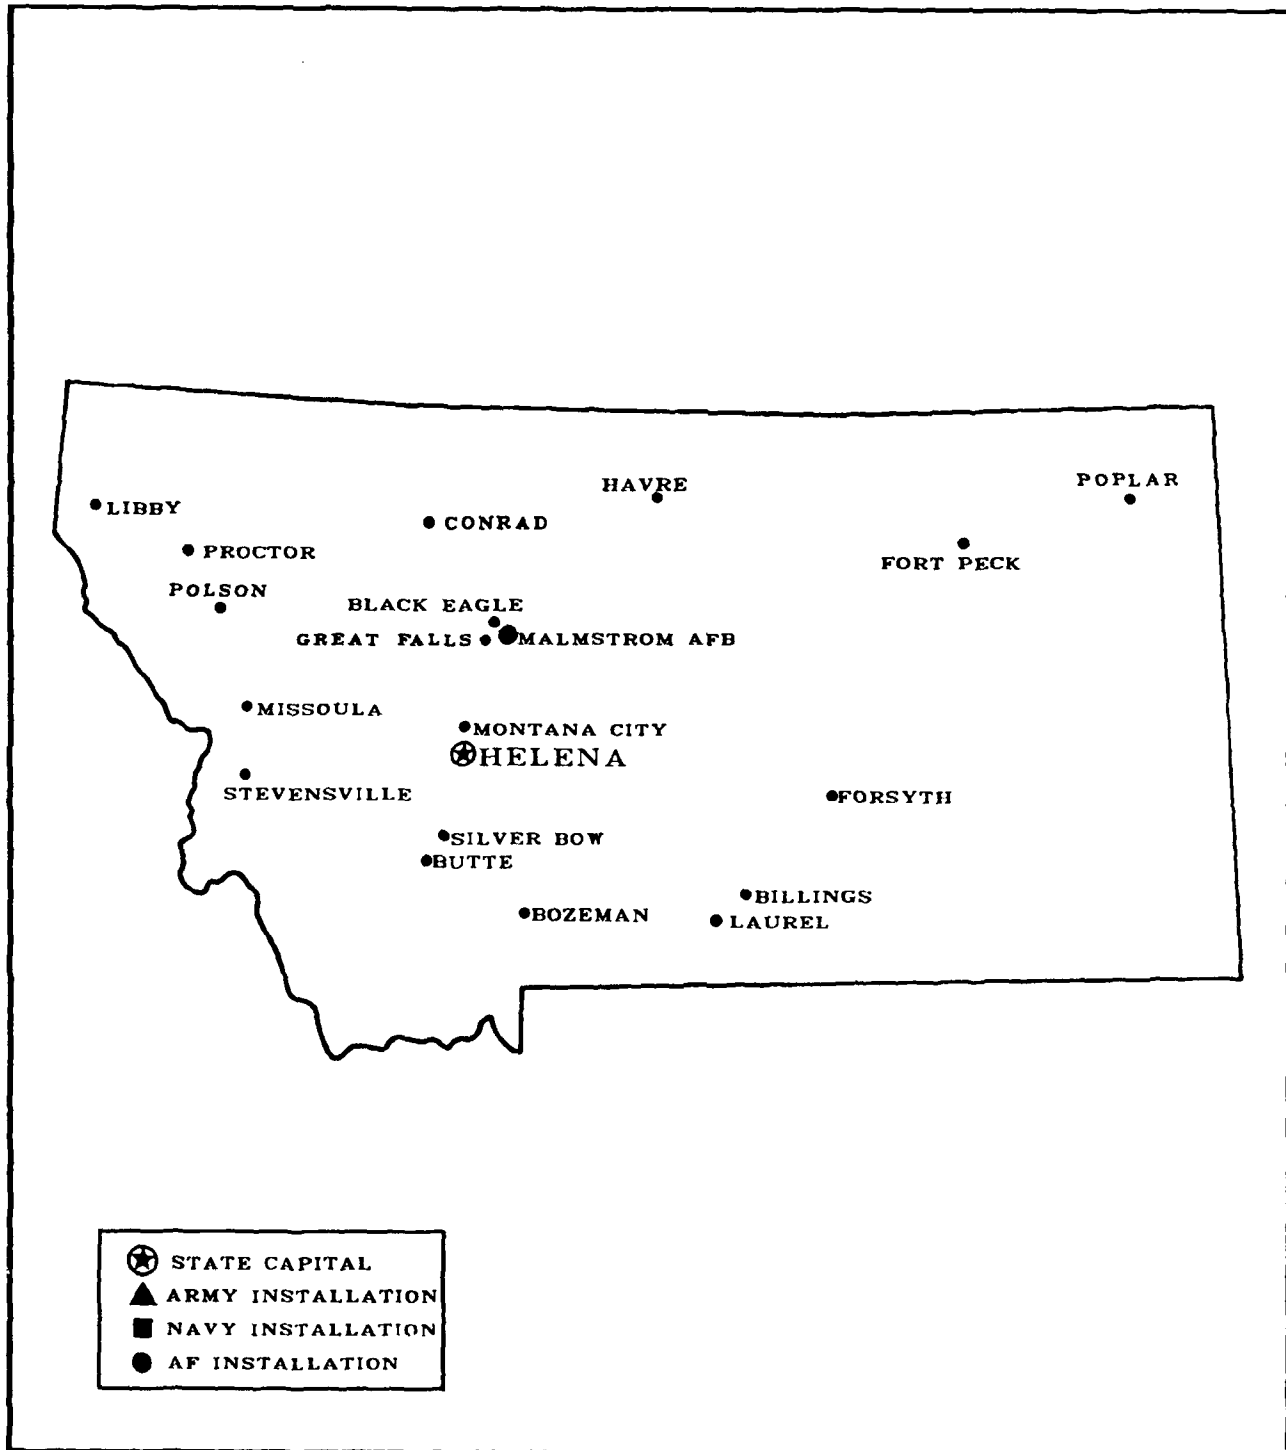 HAVRE
POPLAR
LIBBY
CONRAD
PROCTOR
FORT PECK
POLSON
BLACK EAGLE
GREAT FALLS
MALMSTROM AFB
MISSOULA
MONTANA CITY
HELENA
STEVENSVILLE
FORSYTH
SILVER BOW
BUTTE
BILLINGS
BOZEMAN
LAUREL
STATE CAPITAL
ARMY INSTALLATION
NAVY INSTALLATION
AF INSTALLATION